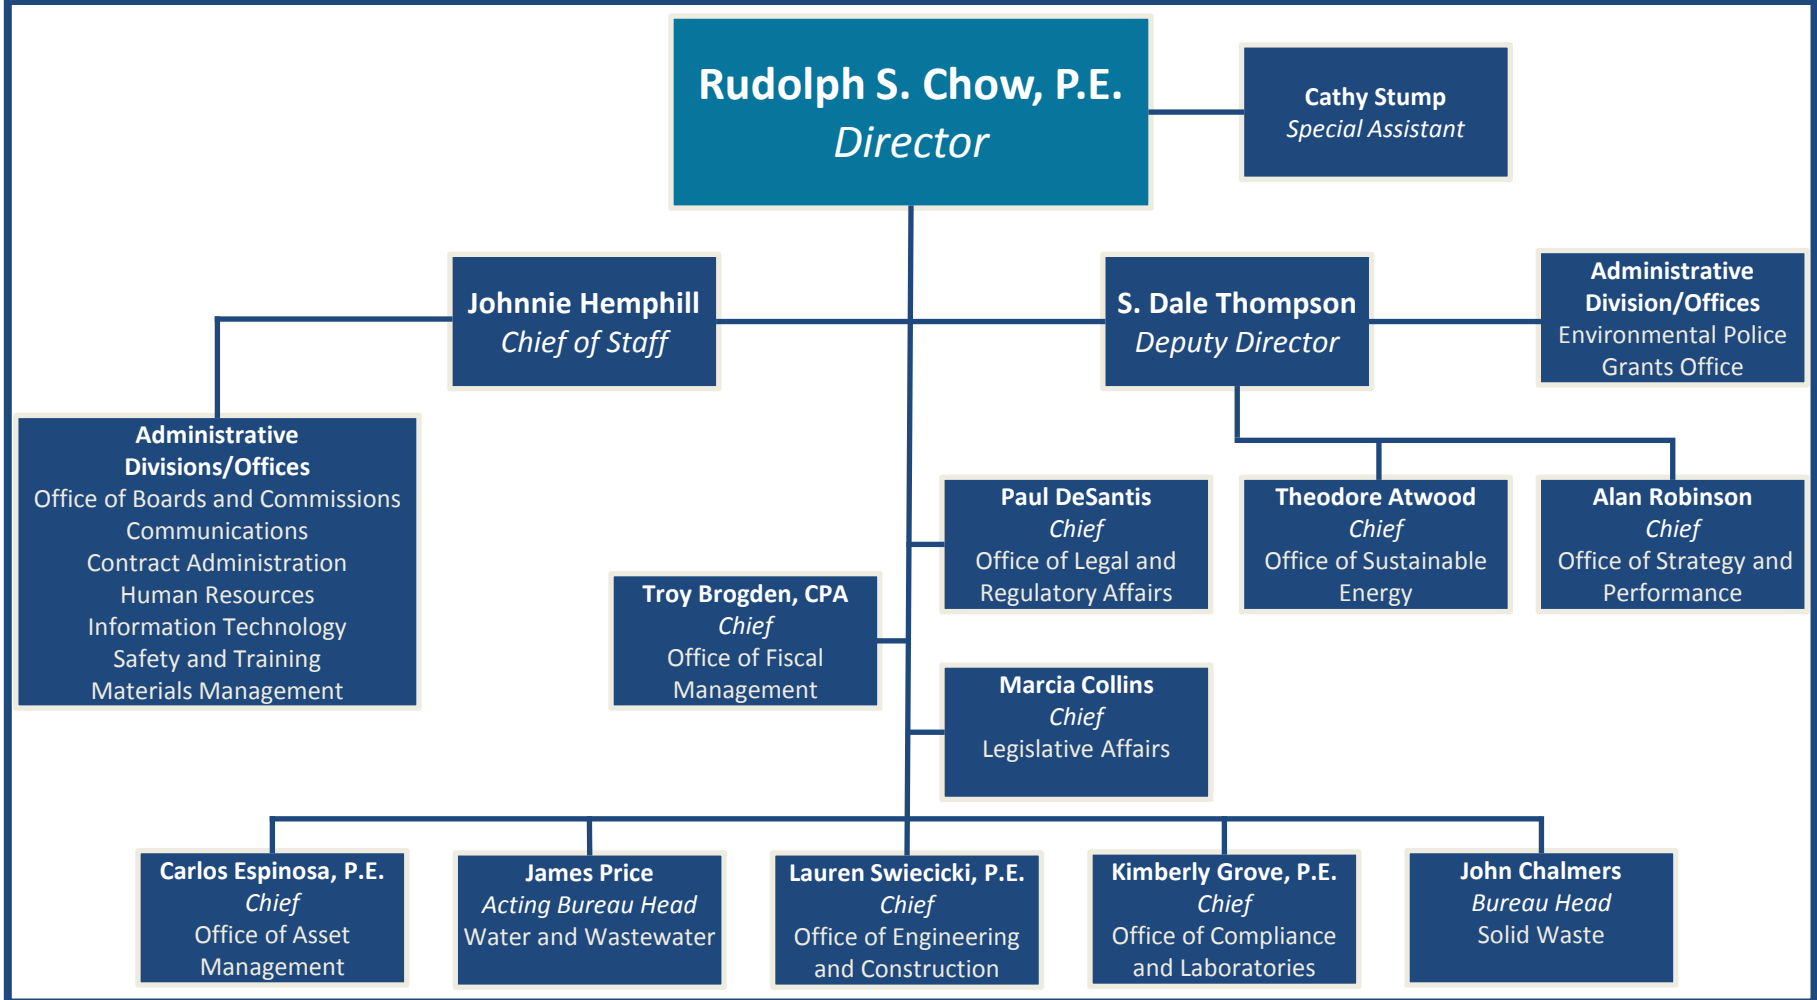 Rudolph S. Chow, P.E.
Director
Cathy Stump
Special Assistant
Johnnie Hemphill
Chief of Staff
S. Dale Thompson
Deputy Director
Administrative
Division/Offices
Environmental Police
Grants Office
Administrative
Divisions/Offices
Office of Boards and Commissions
Communications
Contract Administration
Human Resources
Information Technology
Safety and Training
Materials Management
Paul DeSantis
Chief
Office of Legal and
Regulatory Affairs
Theodore Atwood
Chief
Office of Sustainable
Energy
Alan Robinson
Chief
Office of Strategy and
Performance
Troy Brogden, CPA
Chief
Office of Fiscal
Management
Marcia Collins
Chief
Legislative Affairs
Carlos Espinosa, P.E.
Chief
Office of Asset
Management
James Price
Acting Bureau Head
Water and Wastewater
Lauren Swiecicki, P.E.
Chief
Office of Engineering
and Construction
Kimberly Grove, P.E.
Chief
Office of Compliance
and Laboratories
John Chalmers
Bureau Head
Solid Waste